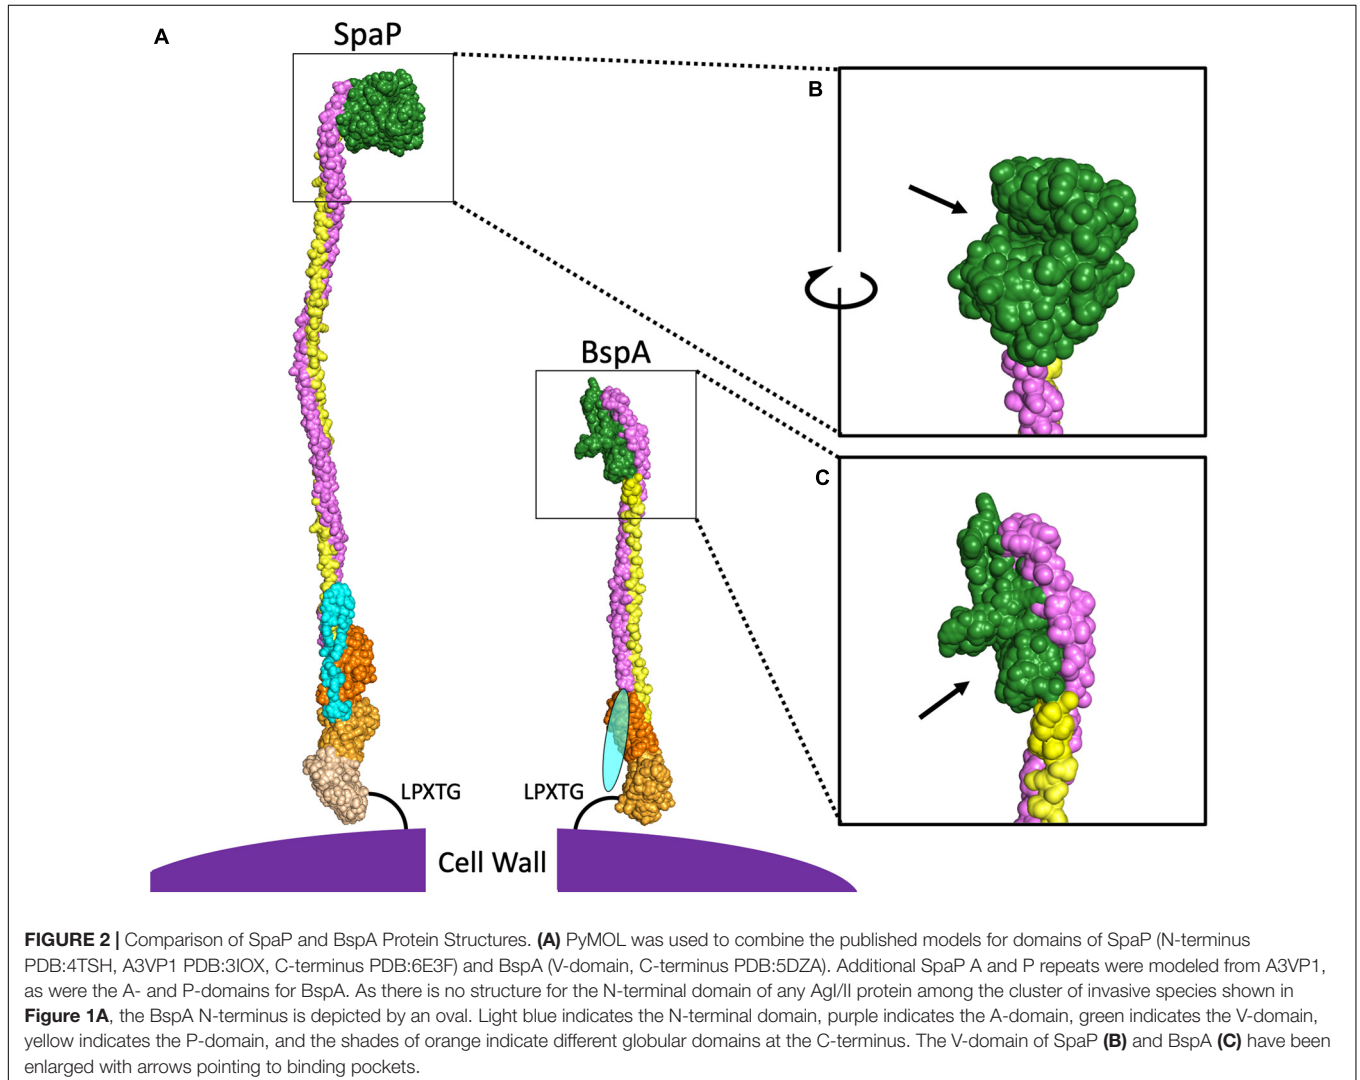 A
SpaP
B
BspA
C
LPXTG
LPXTG
Cell Wall
FIGURE 2 | Comparison of SpaP and BspA Protein Structures. (A) PyMOL was used to combine the published models for domains of SpaP (N-terminus
PDB:4TSH, A3VP1 PDB:3IOX, C-terminus PDB:6E3F) and BspA (V-domain, C-terminus PDB:5DZA). Additional SpaP A and P repeats were modeled from A3VP1,
as were the A- and P-domains for BspA. As there is no structure for the N-terminal domain of any AgI/II protein among the cluster of invasive species shown in
Figure 1A, the BspA N-terminus is depicted by an oval. Light blue indicates the N-terminal domain, purple indicates the A-domain, green indicates the V-domain,
yellow indicates the P-domain, and the shades of orange indicate different globular domains at the C-terminus. The V-domain of SpaP (B) and BspA (C) have been
enlarged with arrows pointing to binding pockets.